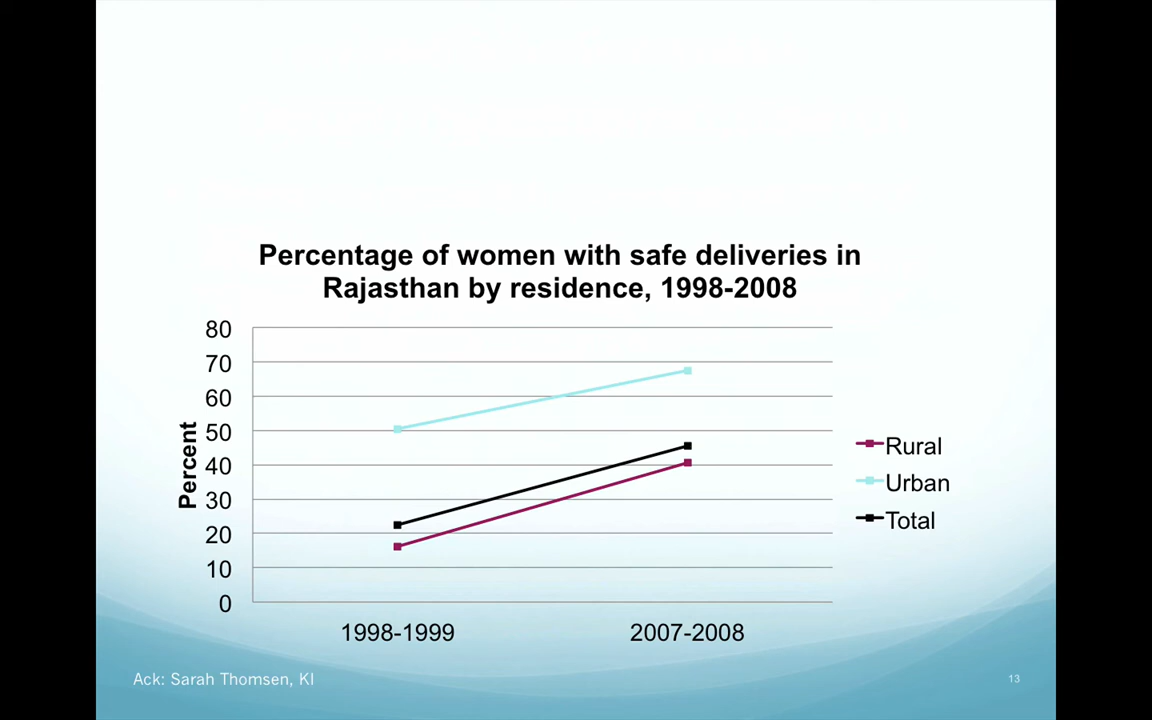 Percentage of women with safe deliveries in
Rajasthan by residence, 1998-2008
80
70
60
50
40
30
20
10
0
Percent
1998-1999
2007-2008
Rural
Urban
Total
Ack: Sarah Thomsen, KI
13